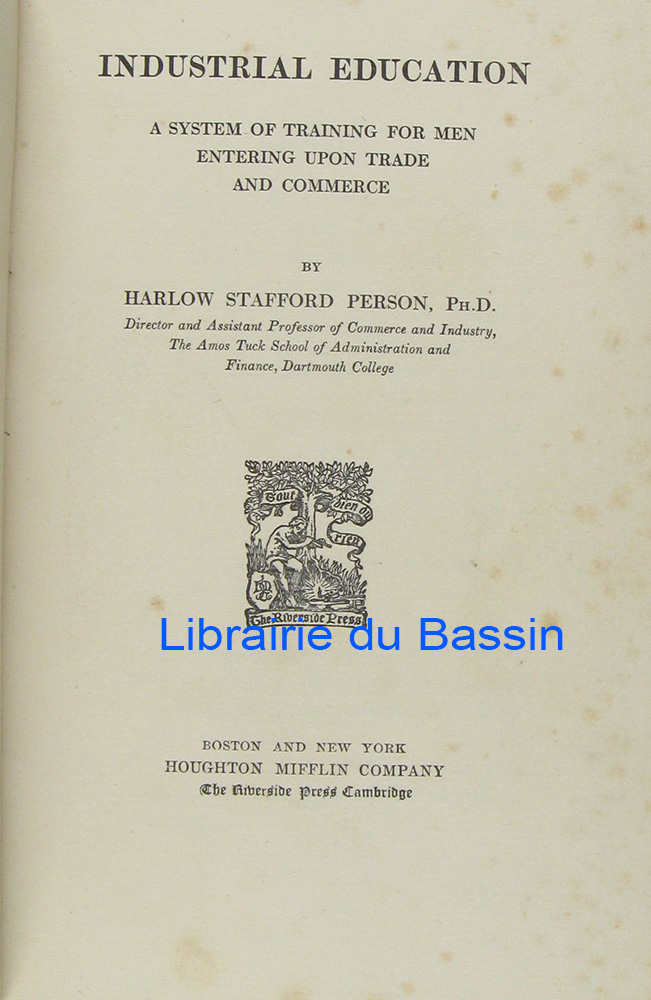 INDUSTRIAL EDUCATION
A SYSTEM OF TRAINING FOR MEN
ENTERING UPON TRADE
AND COMMERCE
BY
HARLOW STAFFORD PERSON, PH.D.
Director and Assistant Professor of Commerce and Industry,
The Amos Tuck School of Administration and
Finance, Dartmouth College
Tout bien ou
rien
The Riverside Press
Librairie du Bassin
BOSTON AND NEW YORK
HOUGHTON MIFFLIN COMPANY
The Riverside Press Cambridge